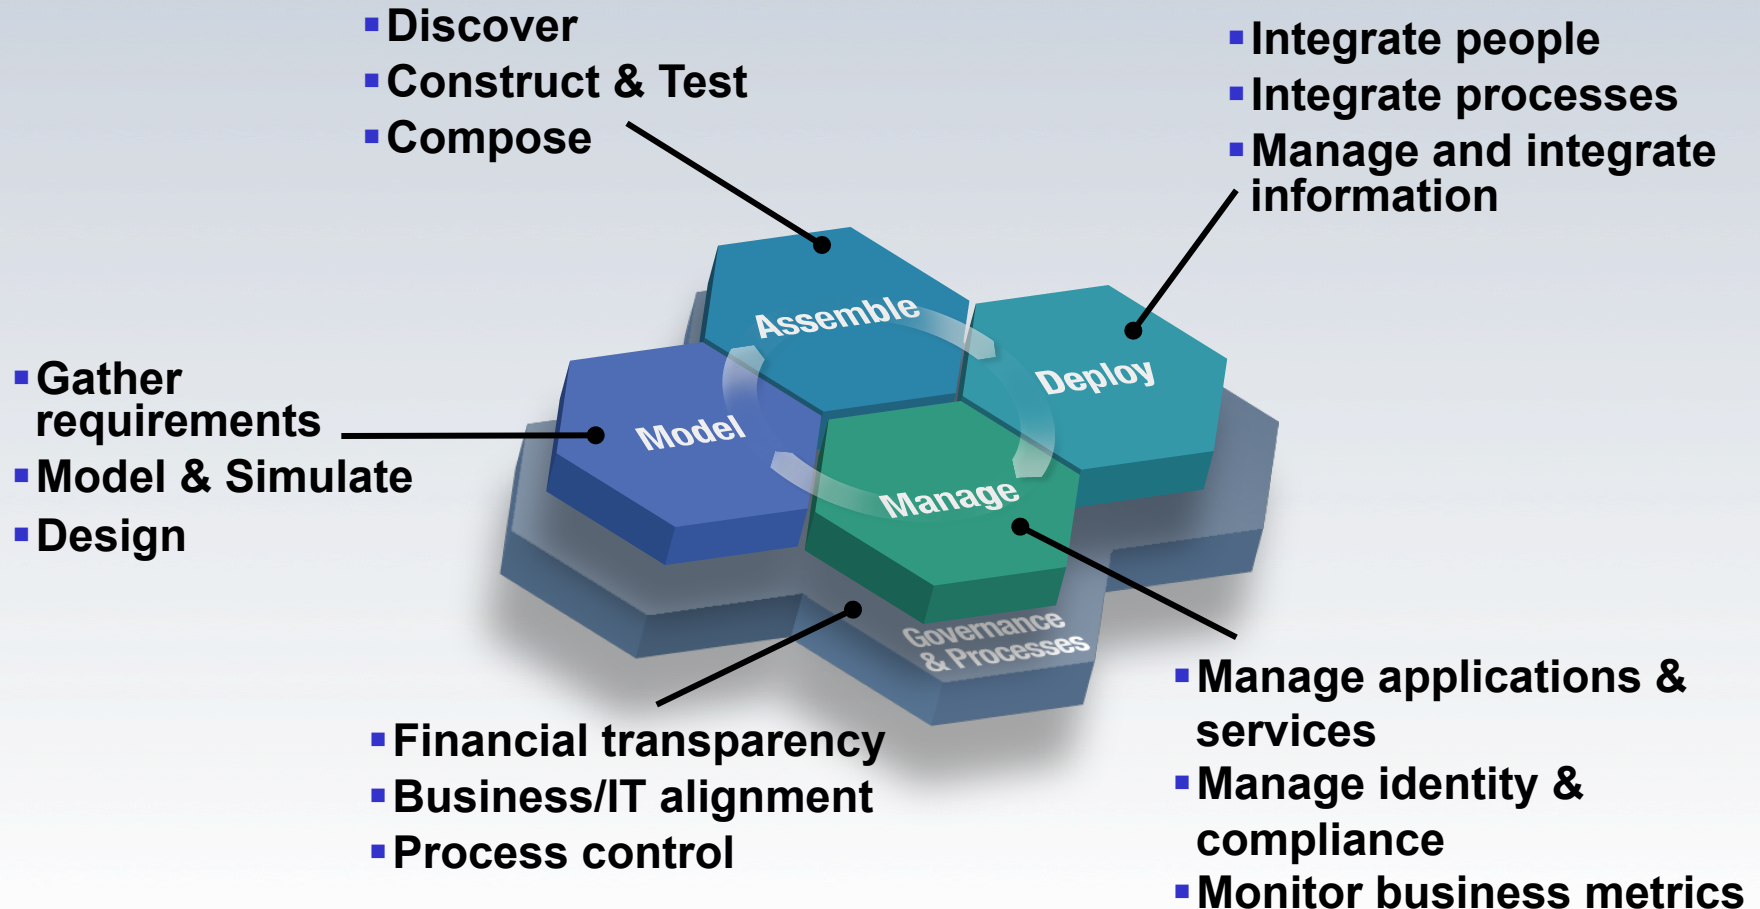 Discover
Construct & Test
Compose
Integrate people
Integrate processes
Manage and integrate
information
Assemble
Deploy
Model
Manage
Governance
& Processes
Gather
requirements
Model & Simulate
Design
Financial transparency
Business/IT alignment
Process control
Manage applications &
services
Manage identity &
compliance
Monitor business metrics